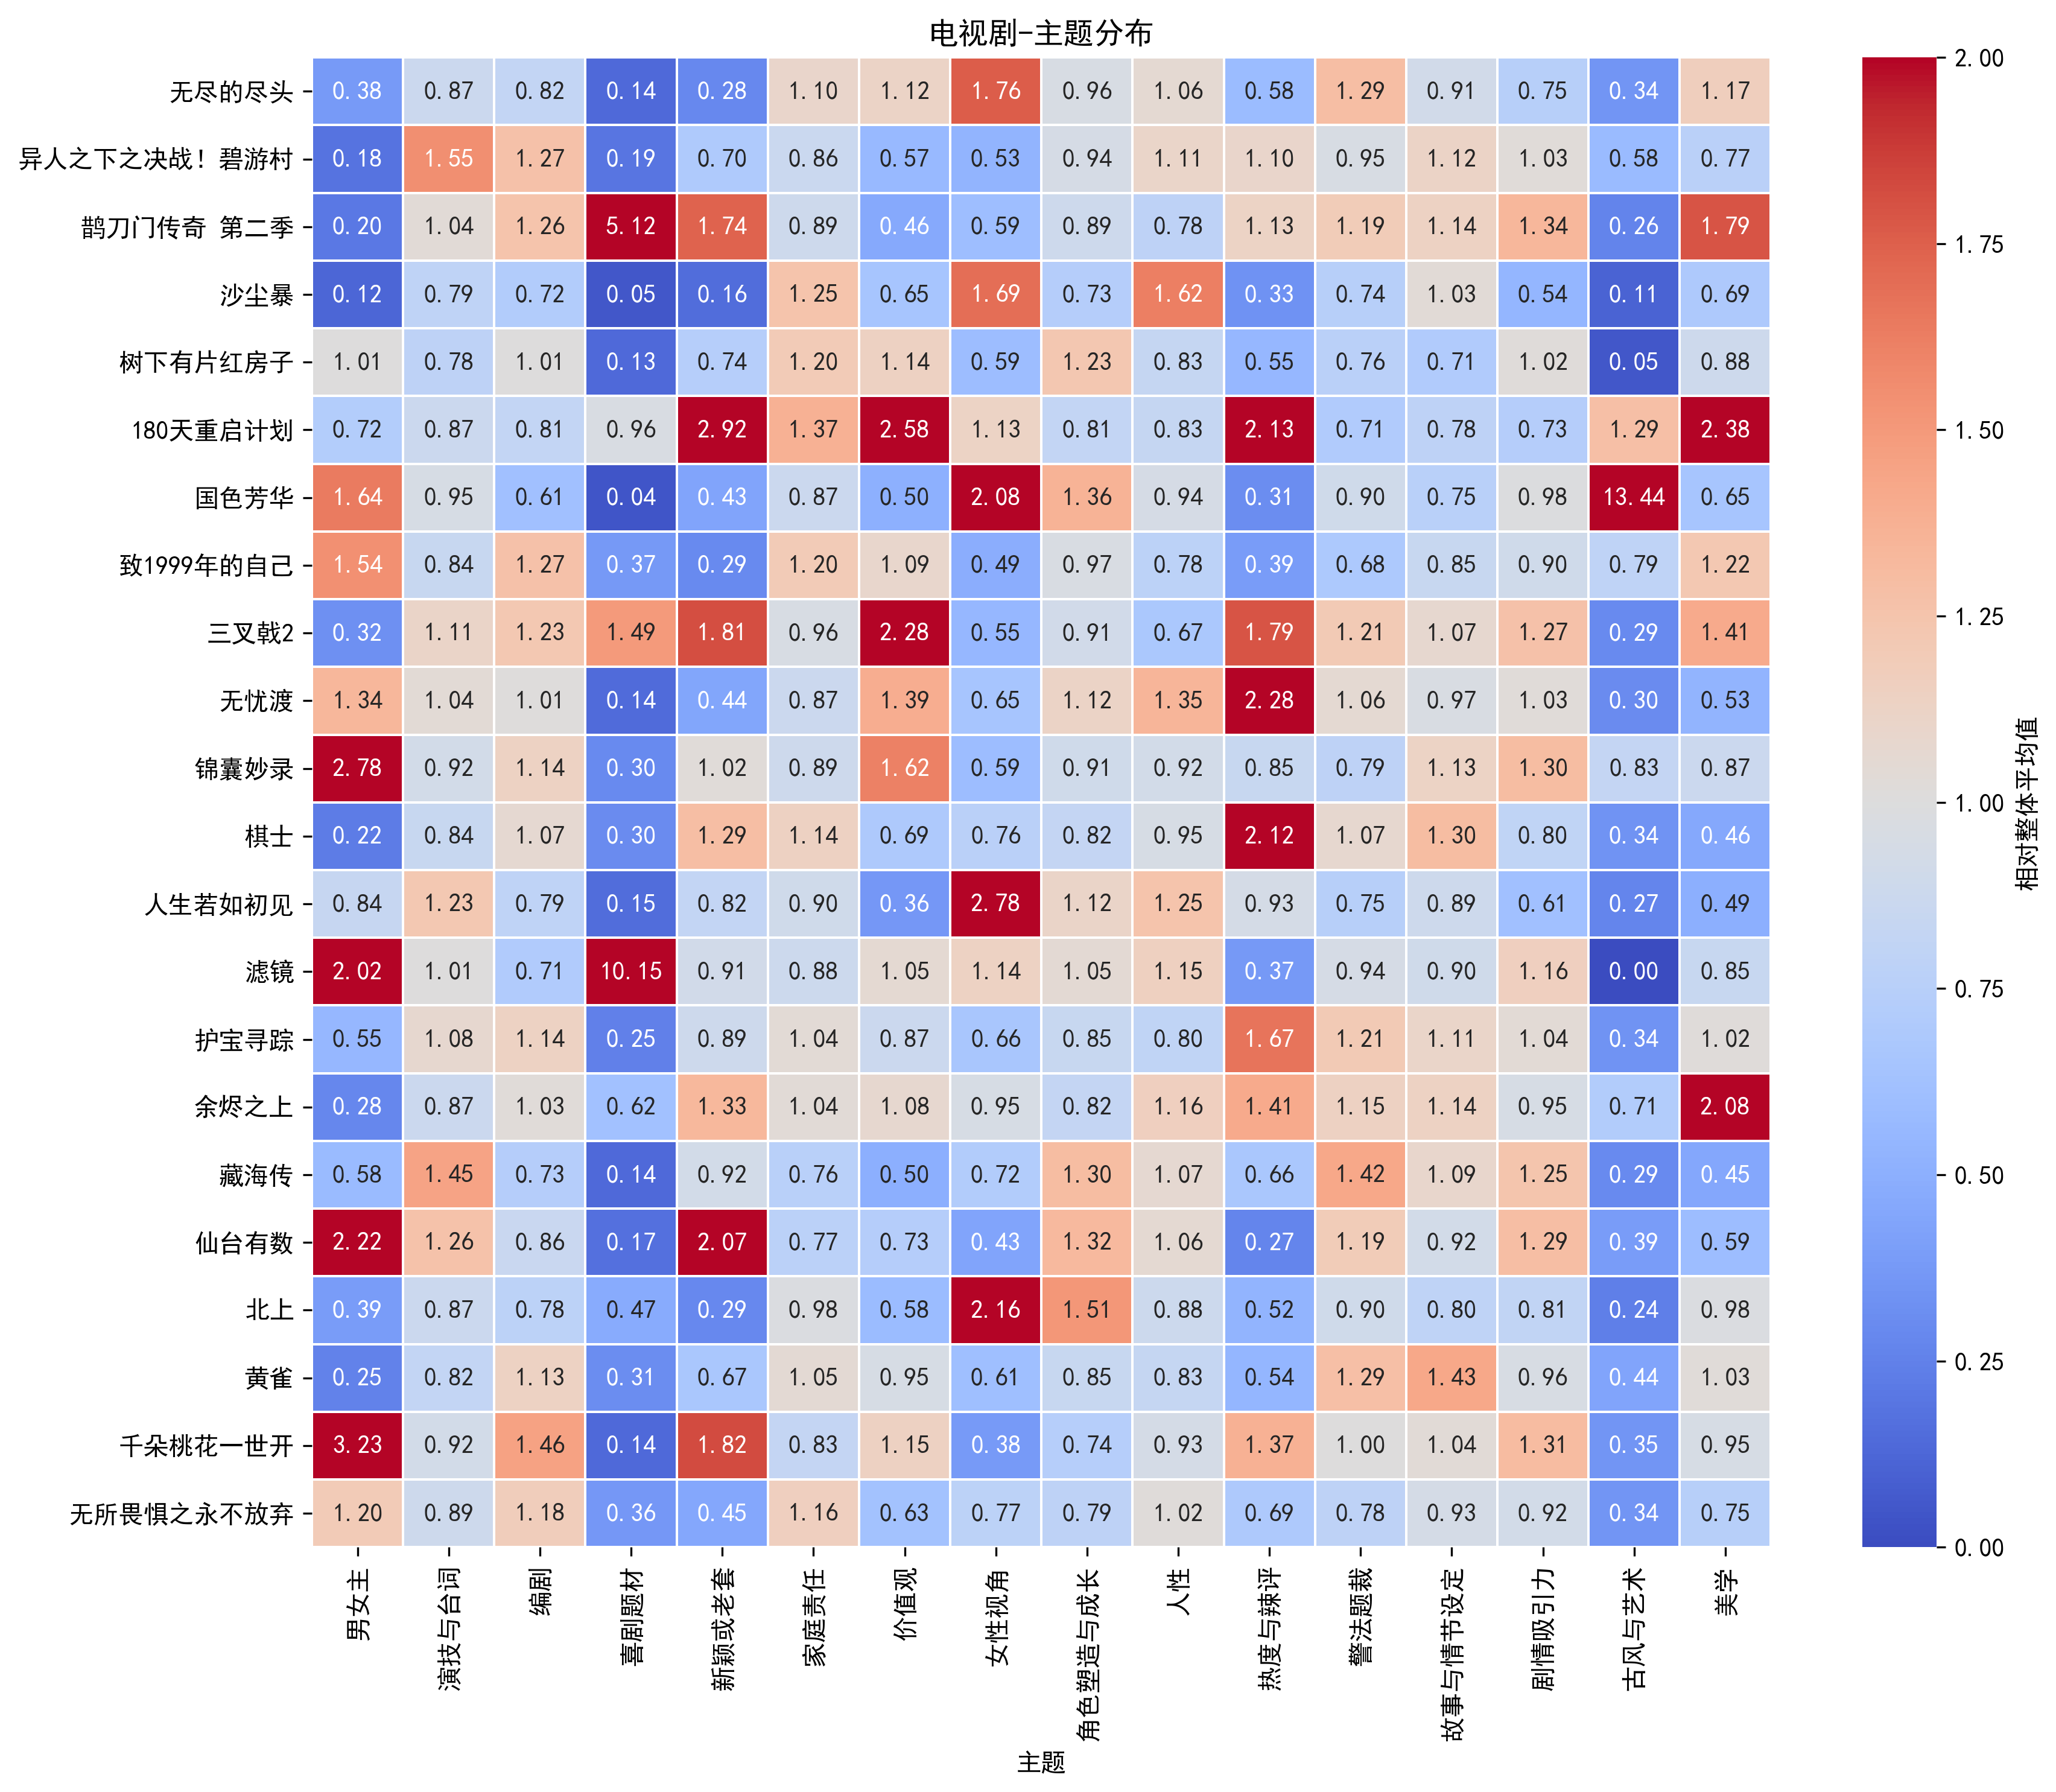 电视剧-主题分布
无尽的尽头 0.38 0.87 0.82 0.14 0.28 1.10 1.12 1.76 0.96 1.06 0.58 1.29 0.91 0.75 0.34 1.17
异人之下之决战！碧游村 0.18 1.55 1.27 0.19 0.70 0.86 0.57 0.53 0.94 1.11 1.10 0.95 1.12 1.03 0.58 0.77
鹊刀门传奇 第二季 0.20 1.04 1.26 5.12 1.74 0.89 0.46 0.59 0.89 0.78 1.13 1.19 1.14 1.34 0.26 1.79
沙尘暴 0.12 0.79 0.72 0.05 0.16 1.25 0.65 1.69 0.73 1.62 0.33 0.74 1.03 0.54 0.11 0.69
树下有片红房子 1.01 0.78 1.01 0.13 0.74 1.20 1.14 0.59 1.23 0.83 0.55 0.76 0.71 1.02 0.05 0.88
180天重启计划 0.72 0.87 0.81 0.96 2.92 1.37 2.58 1.13 0.81 0.83 2.13 0.71 0.78 0.73 1.29 2.38
国色芳华 1.64 0.95 0.61 0.04 0.43 0.87 0.50 2.08 1.36 0.94 0.31 0.90 0.75 0.98 13.44 0.65
致1999年的自己 1.54 0.84 1.27 0.37 0.29 1.20 1.09 0.49 0.97 0.78 0.39 0.68 0.85 0.90 0.79 1.22
三叉戟2 0.32 1.11 1.23 1.49 1.81 0.96 2.28 0.55 0.91 0.67 1.79 1.21 1.07 1.27 0.29 1.41
无忧渡 1.34 1.04 1.01 0.14 0.44 0.87 1.39 0.65 1.12 1.35 2.28 1.06 0.97 1.03 0.30 0.53
锦囊妙录 2.78 0.92 1.14 0.30 1.02 0.89 1.62 0.59 0.91 0.92 0.85 0.79 1.13 1.30 0.83 0.87
棋士 0.22 0.84 1.07 0.30 1.29 1.14 0.69 0.76 0.82 0.95 2.12 1.07 1.30 0.80 0.34 0.46
人生若如初见 0.84 1.23 0.79 0.15 0.82 0.90 0.36 2.78 1.12 1.25 0.93 0.75 0.89 0.61 0.27 0.49
滤镜 2.02 1.01 0.71 10.15 0.91 0.88 1.05 1.14 1.05 1.15 0.37 0.94 0.90 1.16 0.00 0.85
护宝寻踪 0.55 1.08 1.14 0.25 0.89 1.04 0.87 0.66 0.85 0.80 1.67 1.21 1.11 1.04 0.34 1.02
余烬之上 0.28 0.87 1.03 0.62 1.33 1.04 1.08 0.95 0.82 1.16 1.41 1.15 1.14 0.95 0.71 2.08
藏海传 0.58 1.45 0.73 0.14 0.92 0.76 0.50 0.72 1.30 1.07 0.66 1.42 1.09 1.25 0.29 0.45
仙台有数 2.22 1.26 0.86 0.17 2.07 0.77 0.73 0.43 1.32 1.06 0.27 1.19 0.92 1.29 0.39 0.59
北上 0.39 0.87 0.78 0.47 0.29 0.98 0.58 2.16 1.51 0.88 0.52 0.90 0.80 0.81 0.24 0.98
黄雀 0.25 0.82 1.13 0.31 0.67 1.05 0.95 0.61 0.85 0.83 0.54 1.29 1.43 0.96 0.44 1.03
千朵桃花一世开 3.23 0.92 1.46 0.14 1.82 0.83 1.15 0.38 0.74 0.93 1.37 1.00 1.04 1.31 0.35 0.95
无所畏惧之永不放弃 1.20 0.89 1.18 0.36 0.45 1.16 0.63 0.77 0.79 1.02 0.69 0.78 0.93 0.92 0.34 0.75
男女主 演技与台词 编剧 喜剧题材 新颖或老套 家庭责任 价值观 女性视角 角色塑造与成长 人性 热度与辣评 警法题裁 故事与情节设定 剧情吸引力 古风与艺术 美学
主题
2.00
1.75
1.50
1.25
1.00
0.75
0.50
0.25
0.00
相对整体平均值